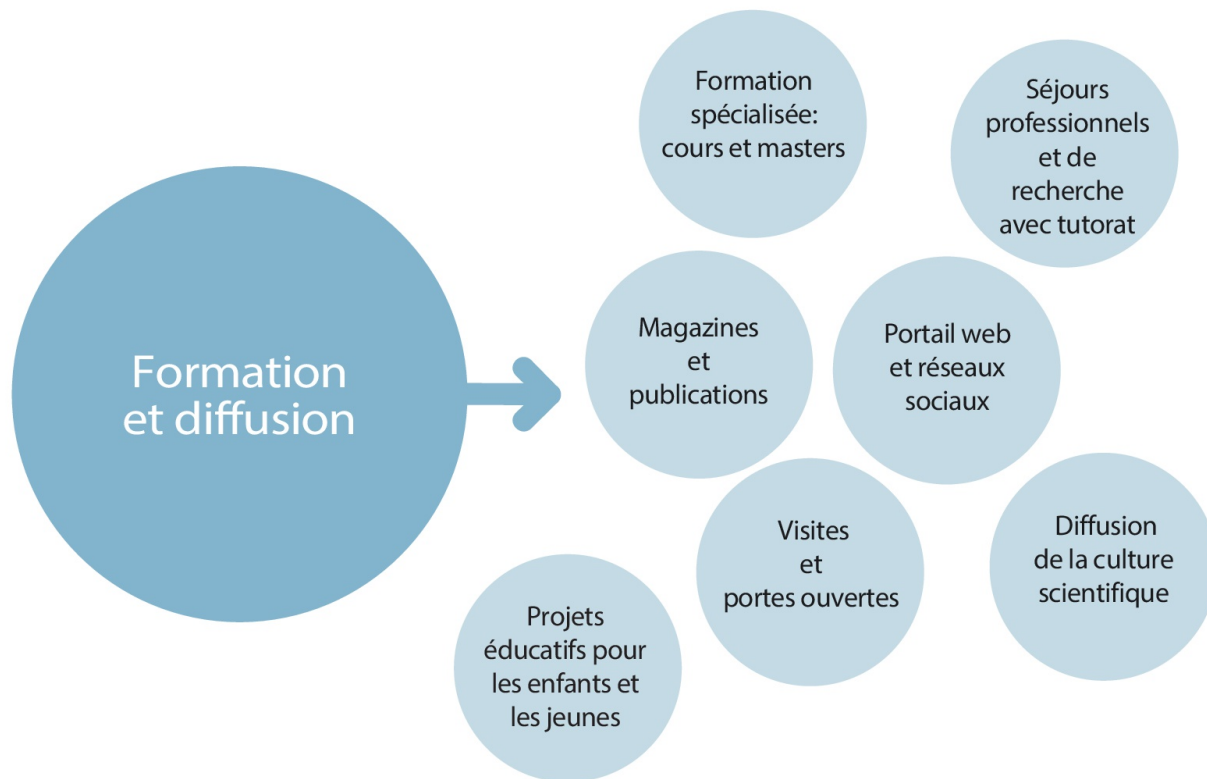 Formation
et diffusion
Formation
spécialisée:
cours et masters
Séjours
professionnels
et de
recherche
avec tutorat
Magazines
et
publications
Portail web
et réseaux
sociaux
Visites
et
portes ouvertes
Diffusion
de la culture
scientifique
Projets
éducatifs pour
les enfants et
les jeunes